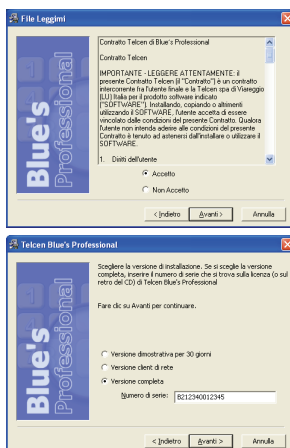 File Leggimi
Blue's
Professional
Contratto Telcen di Blue's Professional
Contratto Telcen
IMPORTANTE - LEGGERE ATTENTAMENTE: il
presente Contratto Telcen (il "Contratto") è un contratto
intercorrente fra l'utente finale e la Telcen spa di Viareggio
(LU) Italia per il prodotto software indicato
("SOFTWARE"). Installando, copiando o altrimenti
utilizzando il SOFTWARE, l'utente accetta di essere
vincolato dalle condizioni del presente Contratto. Qualora
l'utente non intenda aderire alle condizioni del presente
Contratto è tenuto ad astenersi dall'installare o utilizzare il
SOFTWARE.
1. Diritti dell'utente
Accetto
Non Accetto
< Indietro Avanti > Annulla
Telcen Blue's Professional
Blue's
Professional
Scegliere la versione di installazione. Se si sceglie la versione
completa, inserire il numero di serie che si trova sulla licenza (o sul
retro del CD) di Telcen Blue's Professional
Fare clic su Avanti per continuare.
Versione dimostrativa per 30 giorni
Versione client di rete
Versione completa
Numero di serie: B212340012345
< Indietro Avanti > Annulla